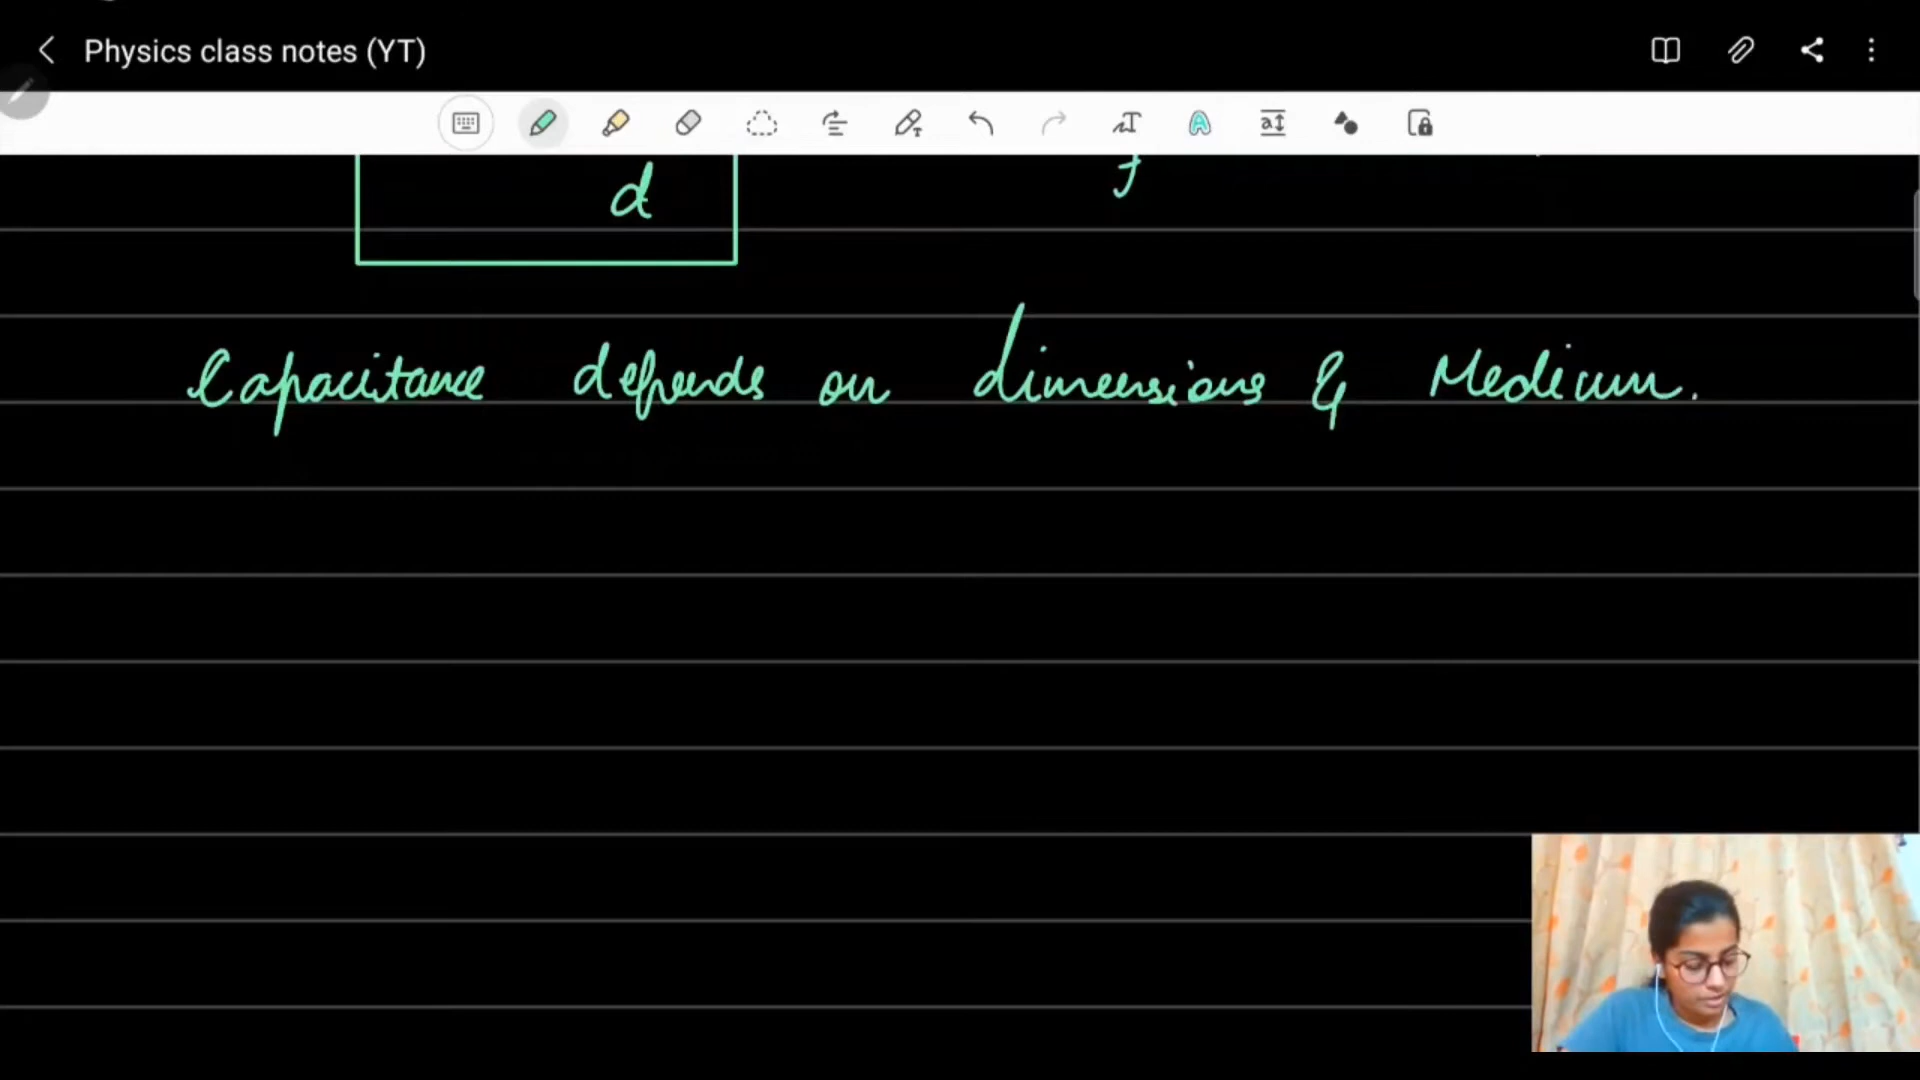 Physics class notes (YT)
d
Capacitance depends on dimensions & Medium.